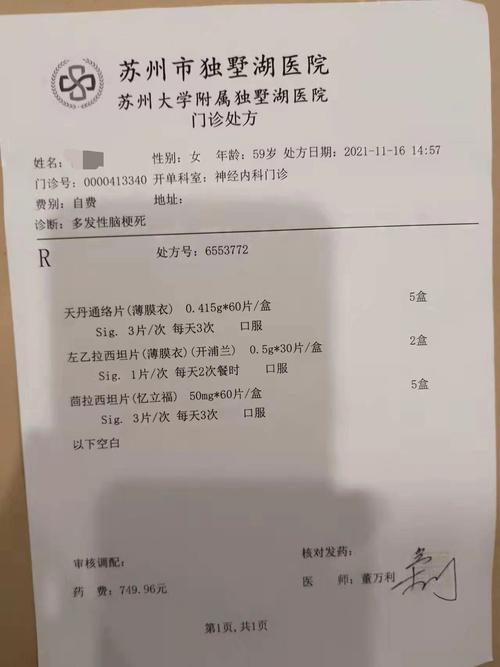 苏州市独墅湖医院
苏州大学附属独墅湖医院
门诊处方
姓名: 性别: 女 年龄: 59岁 处方日期: 2021-11-16 14:57
门诊号: 0000413340 开单科室: 神经内科门诊
费别: 自费 地址:
诊断: 多发性脑梗死
R 处方号: 6553772
天丹通络片(薄膜衣) 0.415g*60片/盒 5盒
Sig. 3片/次 每天3次 口服
左乙拉西坦片(薄膜衣)(开浦兰) 0.5g*30片/盒 2盒
Sig. 1片/次 每天2次餐时 口服
茴拉西坦片(忆立福) 50mg*60片/盒 5盒
Sig. 3片/次 每天3次 口服
以下空白
审核调配: 核对发药:
药 费: 749.96元 医 师: 董万利
第1页,共1页